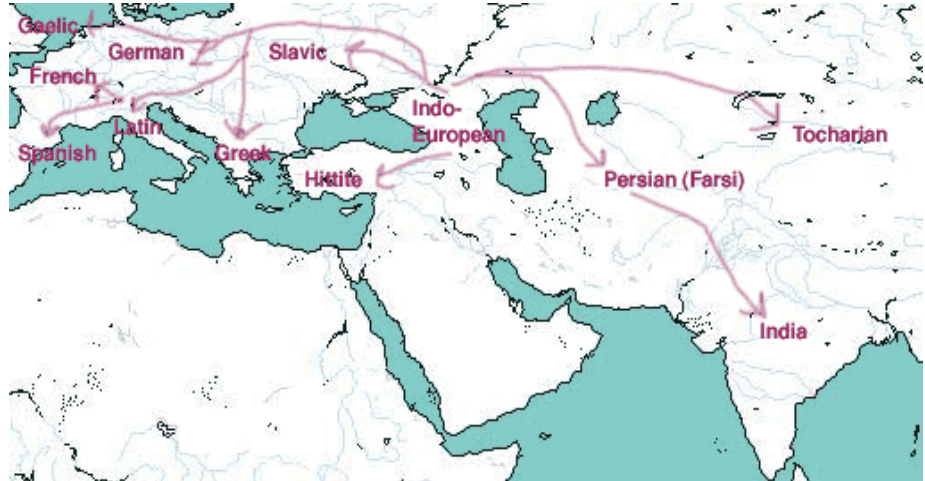 Gaelic
German
Slavic
French
Indo-
European
Latin
Tocharian
Spanish
Greek
Hittite
Persian (Farsi)
India